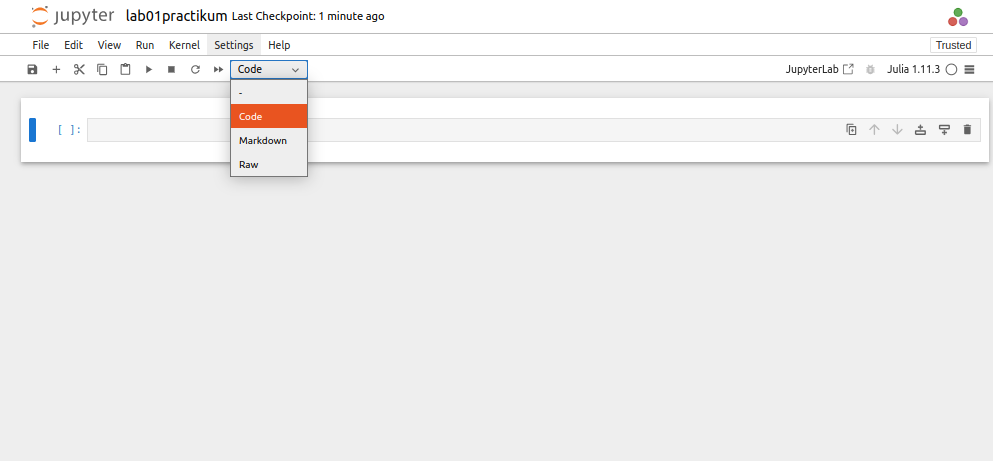 jupyter lab01practikum Last Checkpoint: 1 minute ago
File Edit View Run Kernel Settings Help Trusted
Code JupyterLab Julia 1.11.3
-
Code
[ ]:
Markdown
Raw